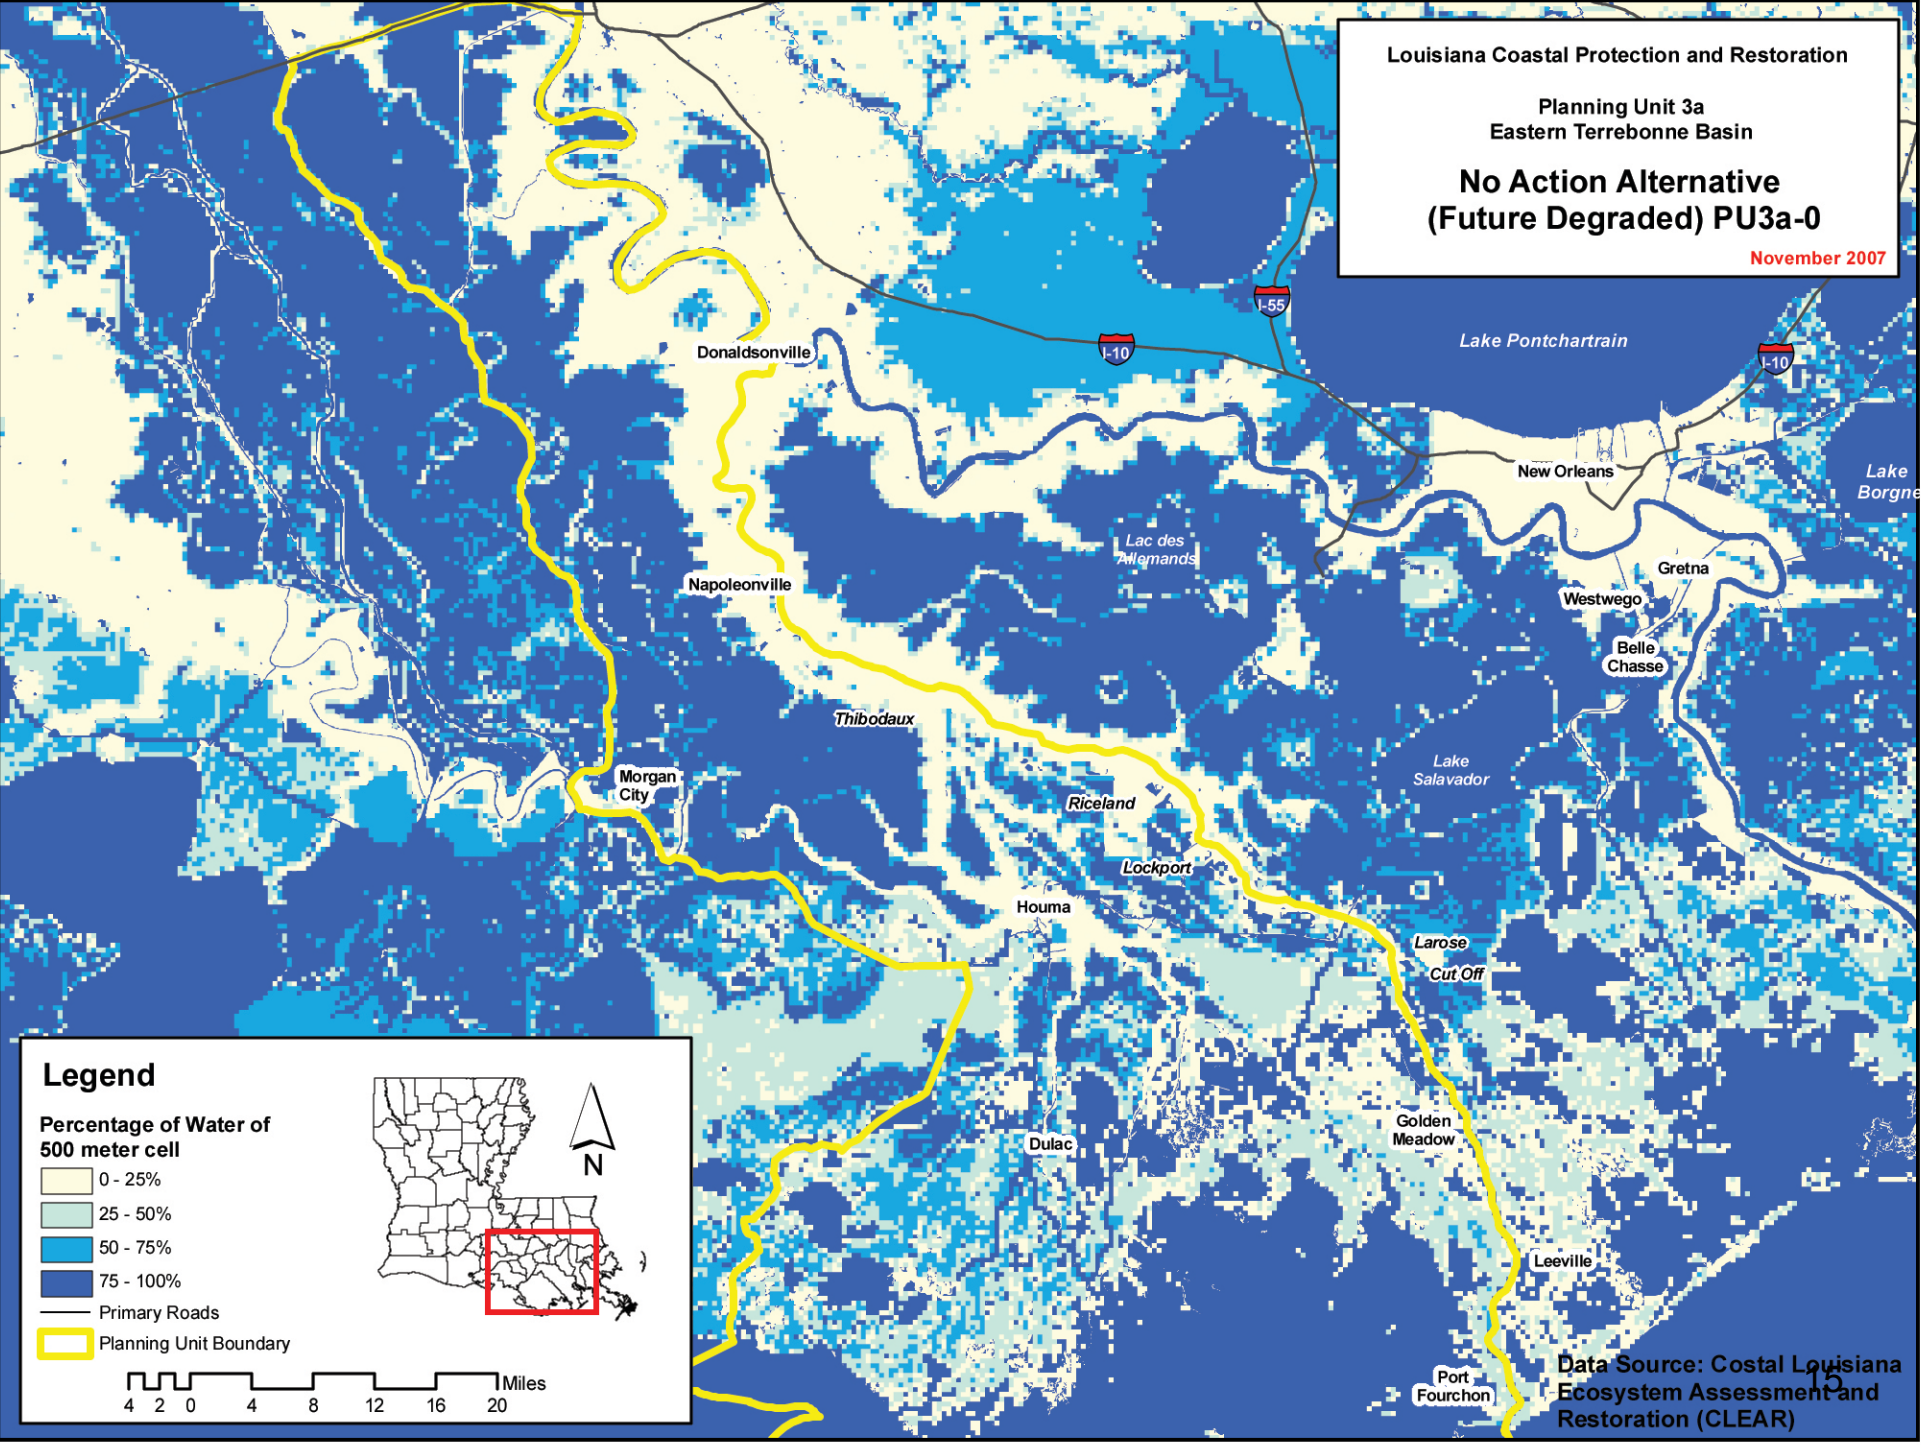 Louisiana Coastal Protection and Restoration
Planning Unit 3a
Eastern Terrebonne Basin
No Action Alternative
(Future Degraded) PU3a-0
November 2007
I-55
I-10
I-10
Lake Pontchartrain
Donaldsonville
New Orleans
Lake
Borgne
Lac des
Allemands
Gretna
Napoleonville
Westwego
Belle
Chasse
Thibodaux
Lake
Salavador
Morgan
City
Riceland
Lockport
Houma
Larose
Cut Off
Golden
Meadow
Dulac
Leeville
Port
Fourchon
Legend
Percentage of Water of
500 meter cell
0 - 25%
25 - 50%
50 - 75%
75 - 100%
Primary Roads
Planning Unit Boundary
N
Miles
4 2 0 4 8 12 16 20
Data Source: Costal Louisiana
Ecosystem Assessment and
Restoration (CLEAR)
15